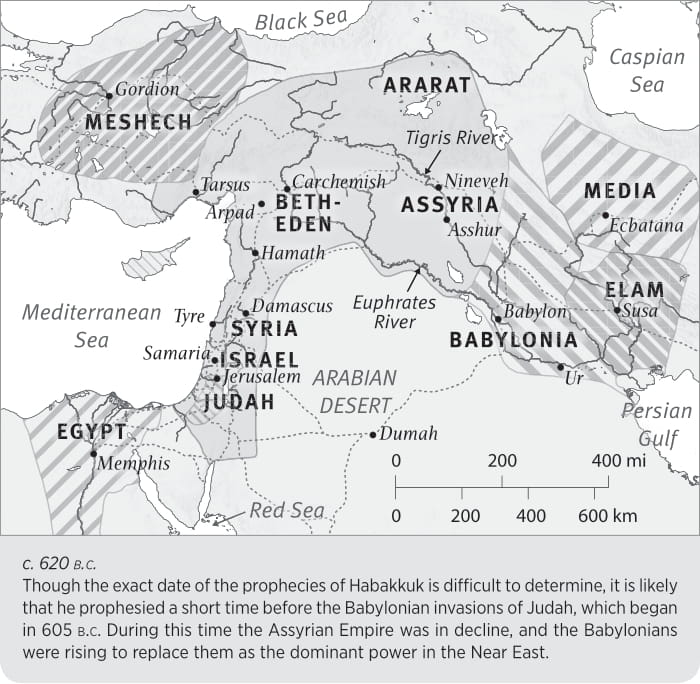 Black Sea
Caspian
Sea
ARARAT
Gordion
MESHECH
Tigris River
Tarsus
Carchemish
Nineveh
MEDIA
Arpad
BETH-
EDEN
ASSYRIA
Asshur
Ecbatana
Hamath
ELAM
Mediterranean
Sea
Tyre
Damascus
Euphrates
River
Babylon
Susa
SYRIA
BABYLONIA
Samaria
ISRAEL
Jerusalem
ARABIAN
DESERT
Ur
JUDAH
Persian
Gulf
EGYPT
Dumah
Memphis
0 200 400 mi
0 200 400 600 km
Red Sea
c. 620 B.C.
Though the exact date of the prophecies of Habakkuk is difficult to determine, it is likely
that he prophesied a short time before the Babylonian invasions of Judah, which began
in 605 B.C. During this time the Assyrian Empire was in decline, and the Babylonians
were rising to replace them as the dominant power in the Near East.